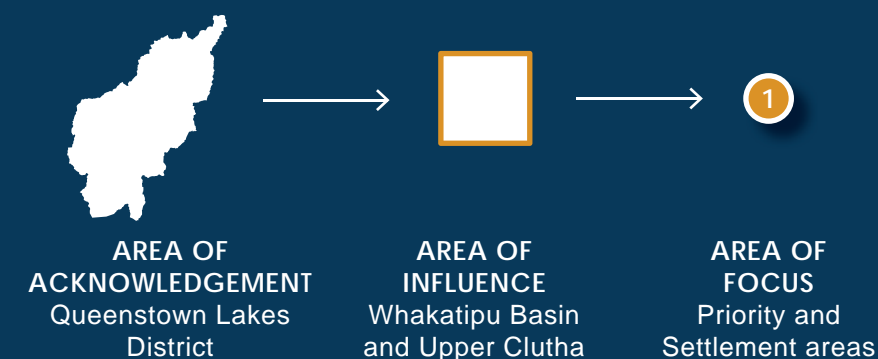 1
AREA OF
ACKNOWLEDGEMENT
Queenstown Lakes
District
AREA OF
INFLUENCE
Whakatipu Basin
and Upper Clutha
AREA OF
FOCUS
Priority and
Settlement areas